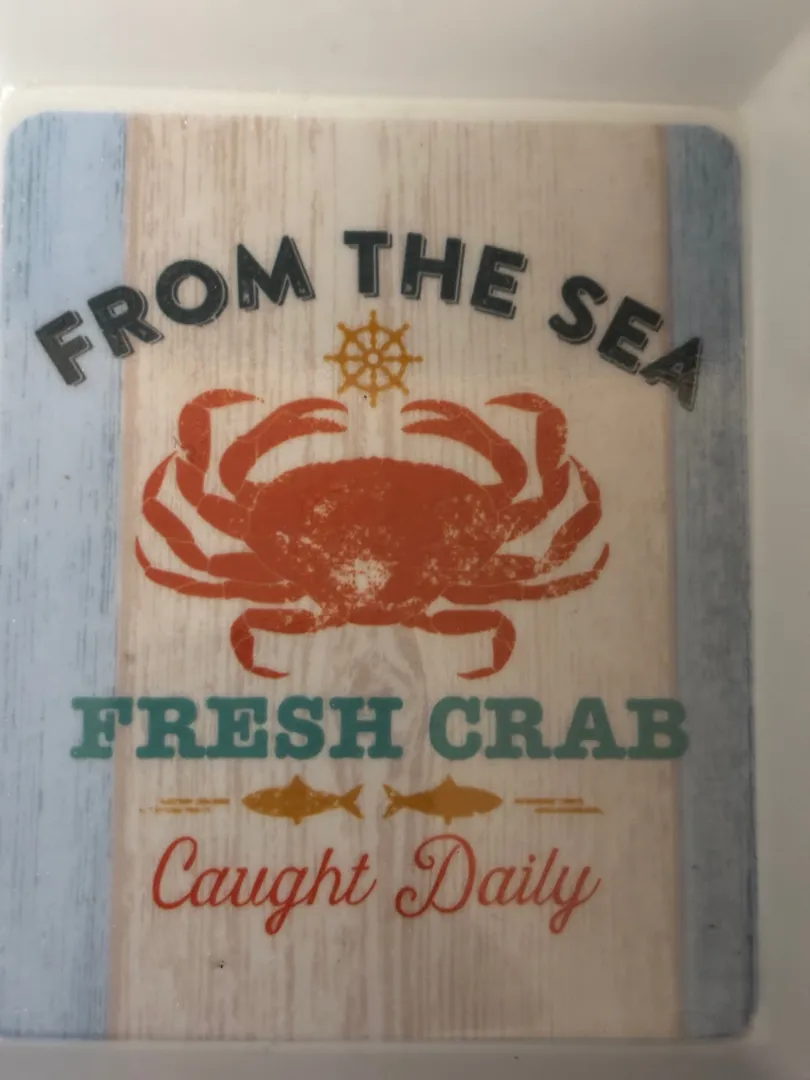 FROM THE SEA
FRESH CRAB
Caught Daily